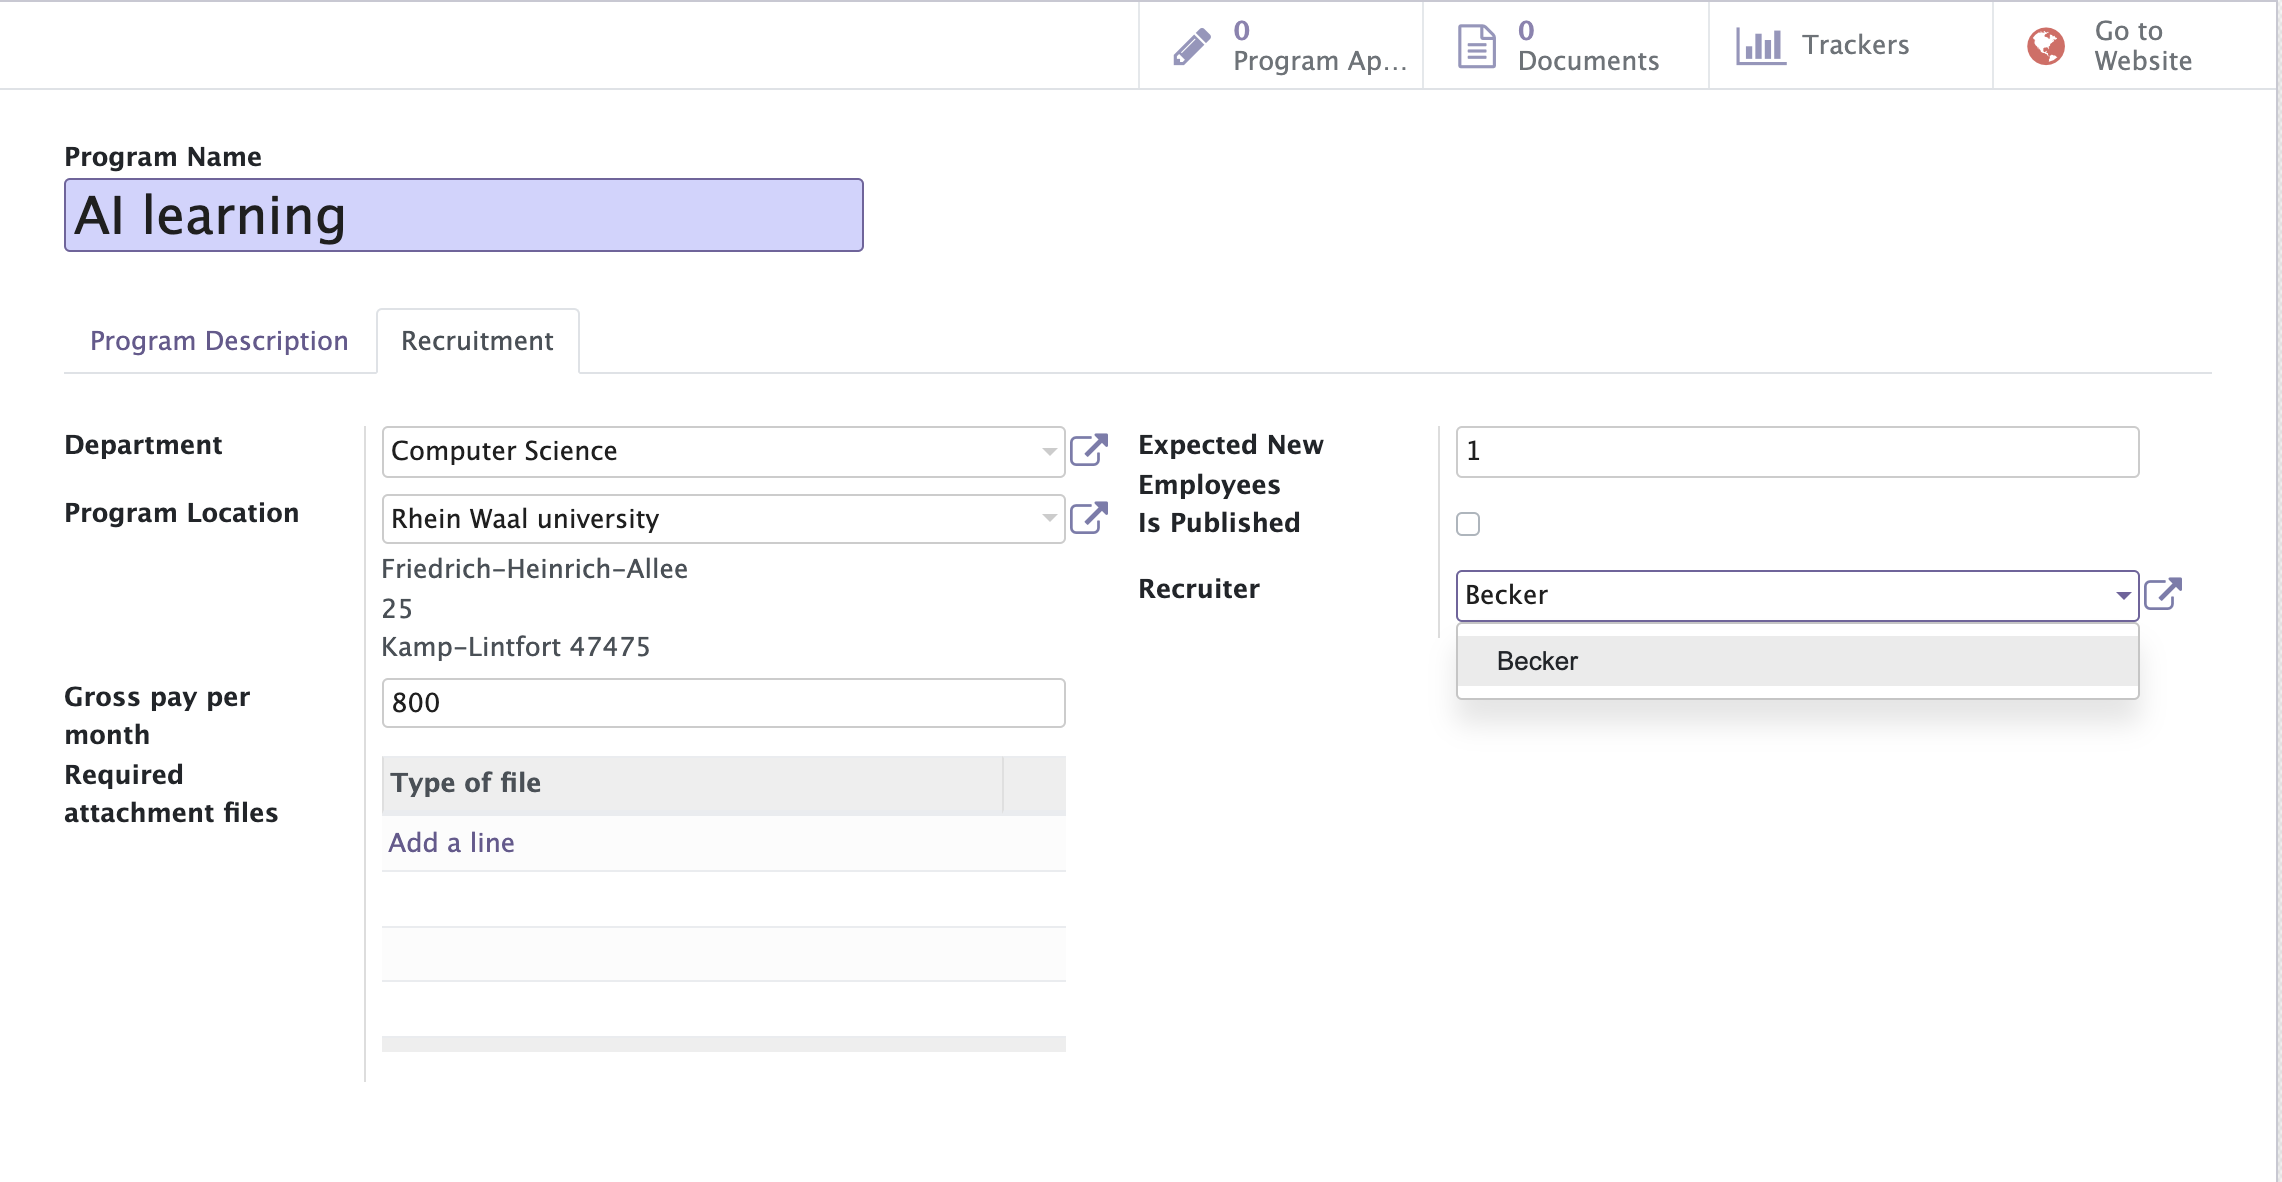 0
Program Ap...
0
Documents
Trackers
Go to
Website
Program Name
AI learning
Program Description
Recruitment
Department
Computer Science
Program Location
Rhein Waal university
Friedrich-Heinrich-Allee
25
Kamp-Lintfort 47475
Gross pay per
month
800
Required
attachment files
Type of file
Add a line
Expected New
Employees
1
Is Published
Recruiter
Becker
Becker